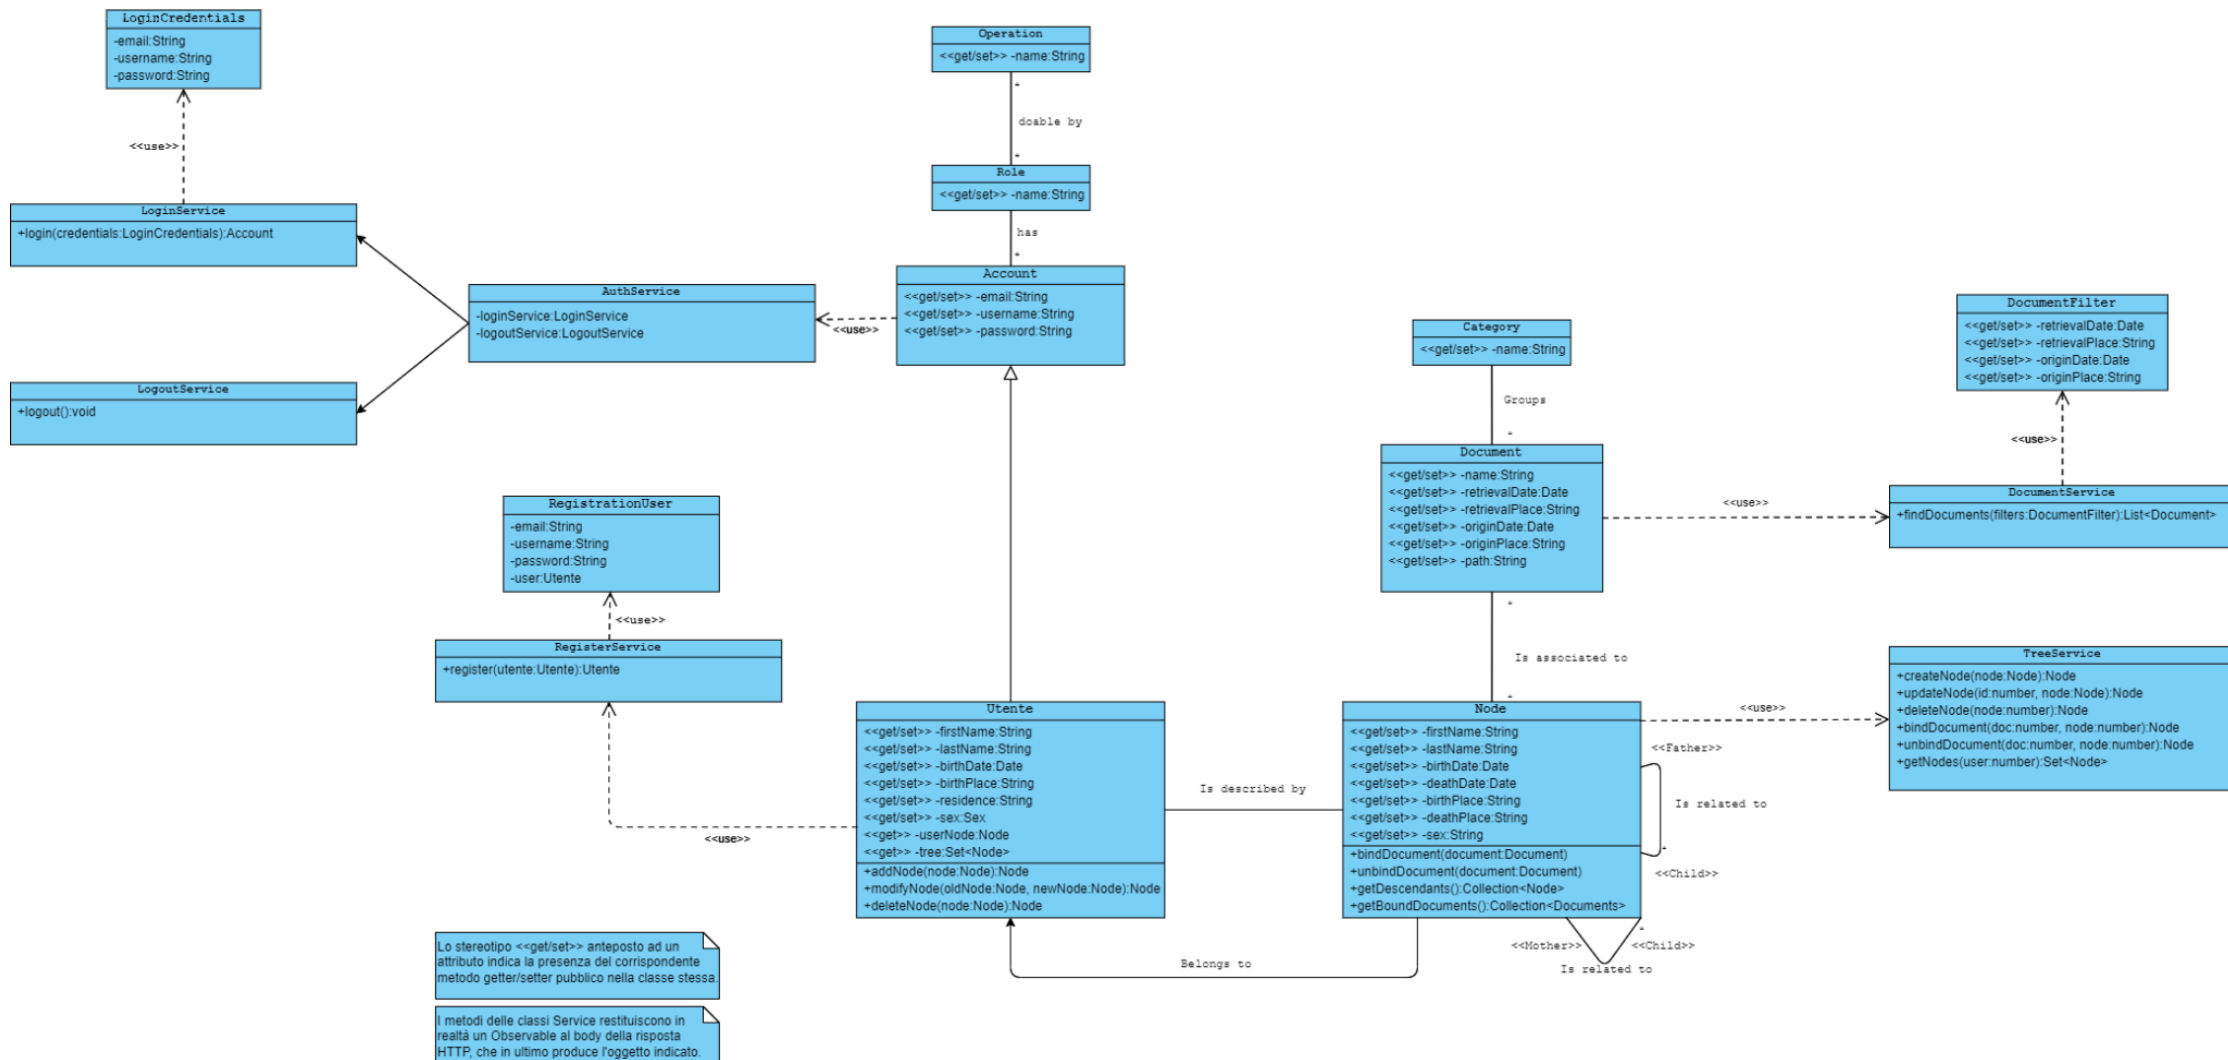 LoginCredentials
-email:String
-username:String
-password:String
<<use>>
LoginService
+login(credentials:LoginCredentials):Account
AuthService
-loginService:LoginService
-logoutService:LogoutService
LogoutService
+logout():void
Operation
<<get/set>> -name:String
*
doable by
*
Role
<<get/set>> -name:String
has
*
Account
<<get/set>> -email:String
<<get/set>> -username:String
<<get/set>> -password:String
<<use>>
RegistrationUser
-email:String
-username:String
-password:String
-user:Utente
<<use>>
RegisterService
+register(utente:Utente):Utente
<<use>>
Utente
<<get/set>> -firstName:String
<<get/set>> -lastName:String
<<get/set>> -birthDate:Date
<<get/set>> -birthPlace:String
<<get/set>> -residence:String
<<get/set>> -sex:Sex
<<get>> -userNode:Node
<<get>> -tree:Set<Node>
+addNode(node:Node):Node
+modifyNode(oldNode:Node, newNode:Node):Node
+deleteNode(node:Node):Node
Is described by
Belongs to
Category
<<get/set>> -name:String
Groups
*
Document
<<get/set>> -name:String
<<get/set>> -retrievalDate:Date
<<get/set>> -retrievalPlace:String
<<get/set>> -originDate:Date
<<get/set>> -originPlace:String
<<get/set>> -path:String
*
Is associated to
*
Node
<<get/set>> -firstName:String
<<get/set>> -lastName:String
<<get/set>> -birthDate:Date
<<get/set>> -deathDate:Date
<<get/set>> -birthPlace:String
<<get/set>> -deathPlace:String
<<get/set>> -sex:String
+bindDocument(document:Document)
+unbindDocument(document:Document)
+getDescendants():Collection<Node>
+getBoundDocuments():Collection<Documents>
<<Father>>
Is related to
*
<<Child>>
*
<<Mother>>
<<Child>>
Is related to
DocumentFilter
<<get/set>> -retrievalDate:Date
<<get/set>> -retrievalPlace:String
<<get/set>> -originDate:Date
<<get/set>> -originPlace:String
<<use>>
<<use>>
DocumentService
+findDocuments(filters:DocumentFilter):List<Document>
<<use>>
TreeService
+createNode(node:Node):Node
+updateNode(id:number, node:Node):Node
+deleteNode(node:number):Node
+bindDocument(doc:number, node:number):Node
+unbindDocument(doc:number, node:number):Node
+getNodes(user:number):Set<Node>
Lo stereotipo <<get/set>> anteposto ad un
attributo indica la presenza del corrispondente
metodo getter/setter pubblico nella classe stessa.
I metodi delle classi Service restituiscono in
realtà un Observable al body della risposta
HTTP, che in ultimo produce l'oggetto indicato.